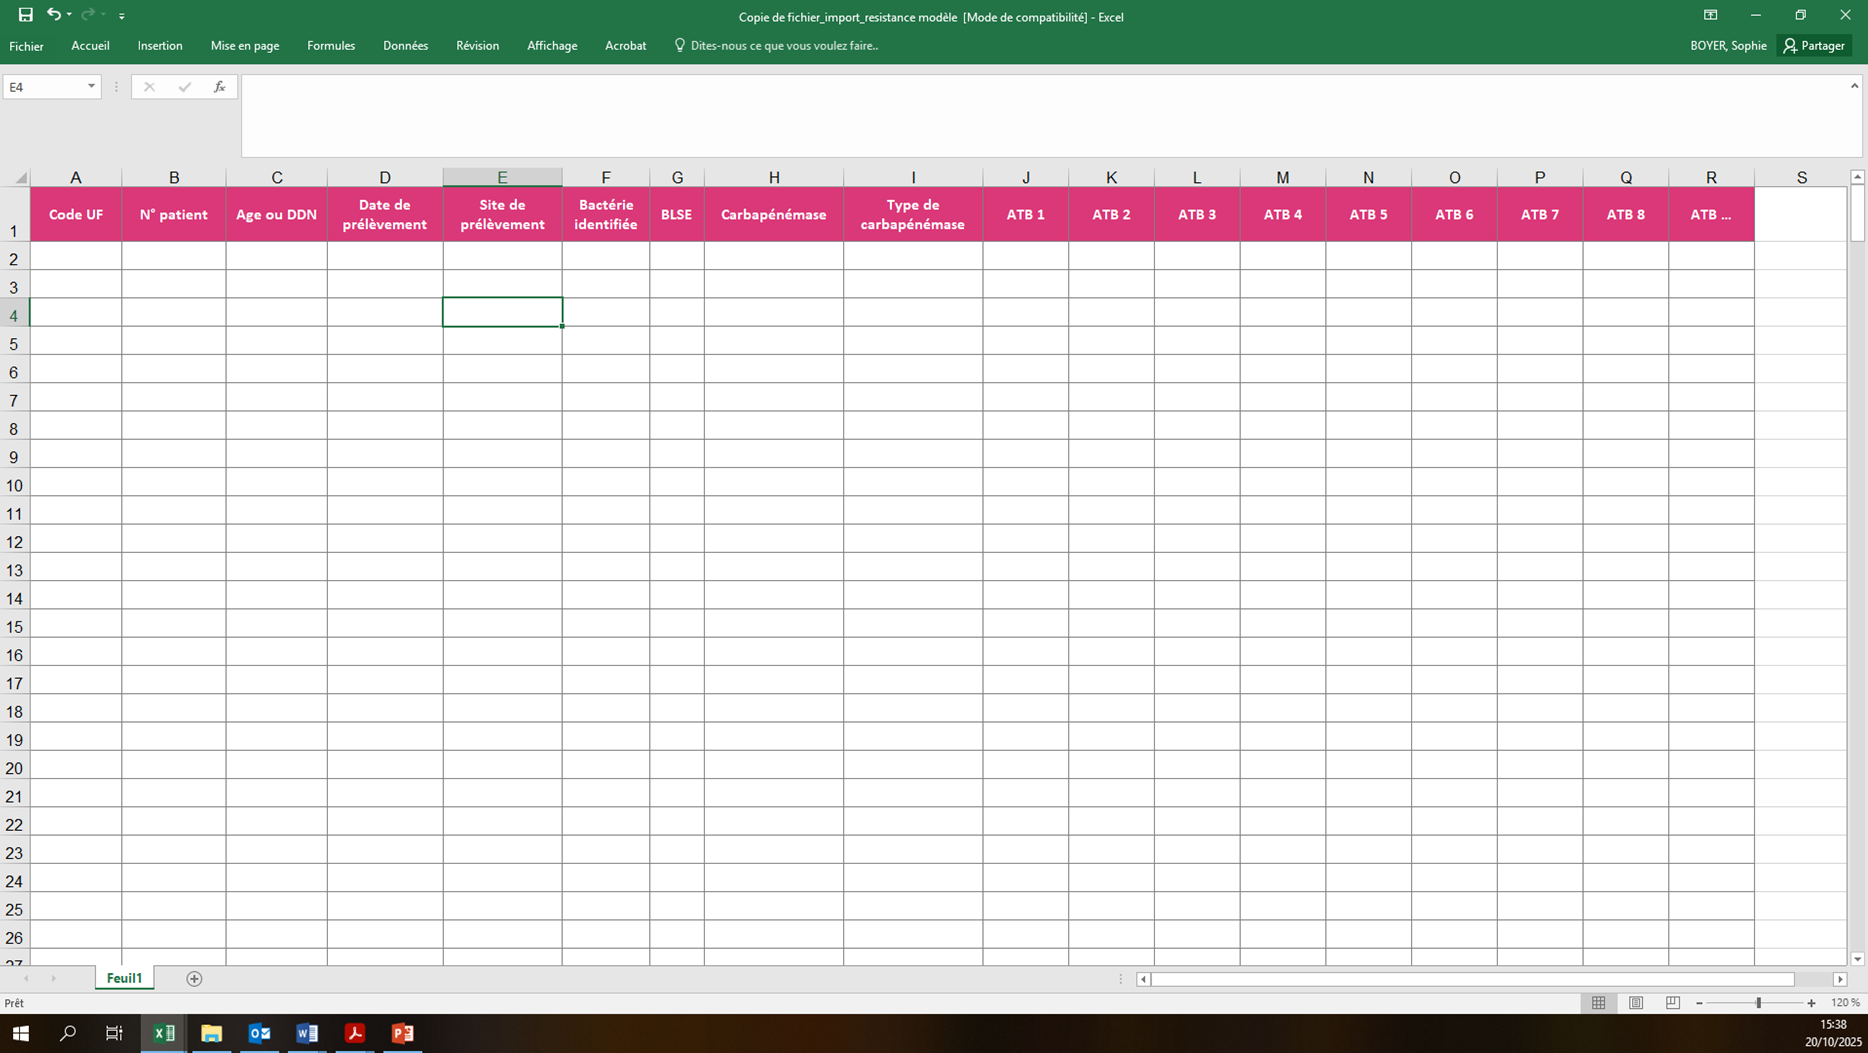 Copie de fichier_import_resistance modèle  [Mode de compatibilité] - Excel
Fichier Accueil Insertion Mise en page Formules Données Révision Affichage Acrobat Dites-nous ce que vous voulez faire.. BOYER, Sophie Partager
E4 fx
A B C D E F G H I J K L M N O P Q R S
1
Code UF
N° patient
Age ou DDN
Date de
prélèvement
Site de
prélèvement
Bactérie
identifiée
BLSE
Carbapénémase
Type de
carbapénémase
ATB 1
ATB 2
ATB 3
ATB 4
ATB 5
ATB 6
ATB 7
ATB 8
ATB ...
2
3
4
5
6
7
8
9
10
11
12
13
14
15
16
17
18
19
20
21
22
23
24
25
26
27
Feuil1
Prêt
120 %
15:38
20/10/2025